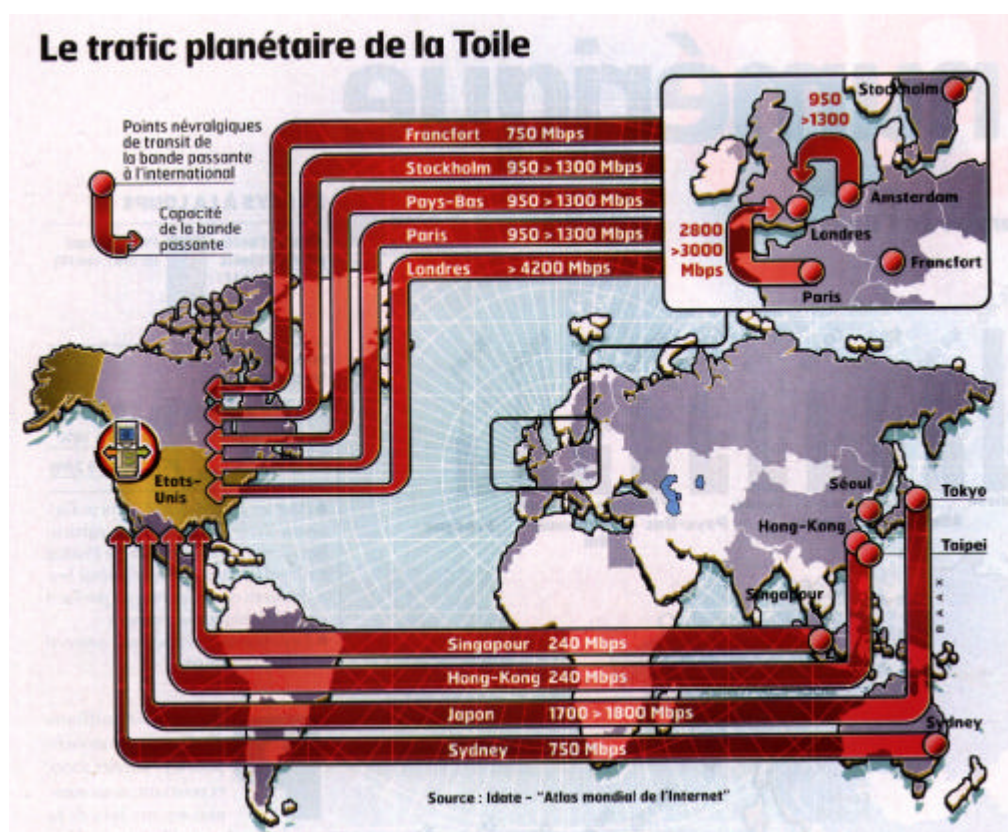 Le trafic planétaire de la Toile
Points névralgiques
de transit de
la bande passante
à l'international
Capacité
de la bande
passante
Francfort 750 Mbps
Stockholm 950 > 1300 Mbps
Pays-Bas 950 > 1300 Mbps
Paris 950 > 1300 Mbps
Londres > 4200 Mbps
Stockholm
950
>1300
Amsterdam
Londres
2800
>3000
Mbps
Francfort
Paris
Etats-
Unis
Séoul
Tokyo
Hong-Kong
Taipei
Singapour
Singapour 240 Mbps
Hong-Kong 240 Mbps
Japon 1700 > 1800 Mbps
Sydney
Sydney 750 Mbps
Source : Idate - "Atlas mondial de l'Internet"